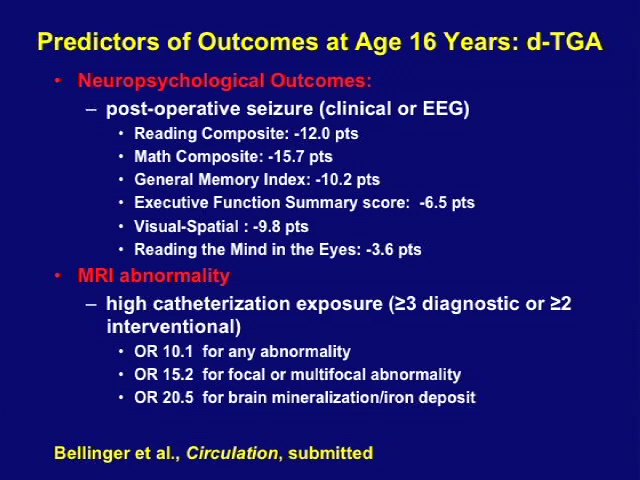 Predictors of Outcomes at Age 16 Years: d-TGA
• Neuropsychological Outcomes:
– post-operative seizure (clinical or EEG)
• Reading Composite: -12.0 pts
• Math Composite: -15.7 pts
• General Memory Index: -10.2 pts
• Executive Function Summary score:  -6.5 pts
• Visual-Spatial : -9.8 pts
• Reading the Mind in the Eyes: -3.6 pts
• MRI abnormality
– high catheterization exposure (≥3 diagnostic or ≥2
interventional)
• OR 10.1  for any abnormality
• OR 15.2  for focal or multifocal abnormality
• OR 20.5  for brain mineralization/iron deposit
Bellinger et al., Circulation, submitted